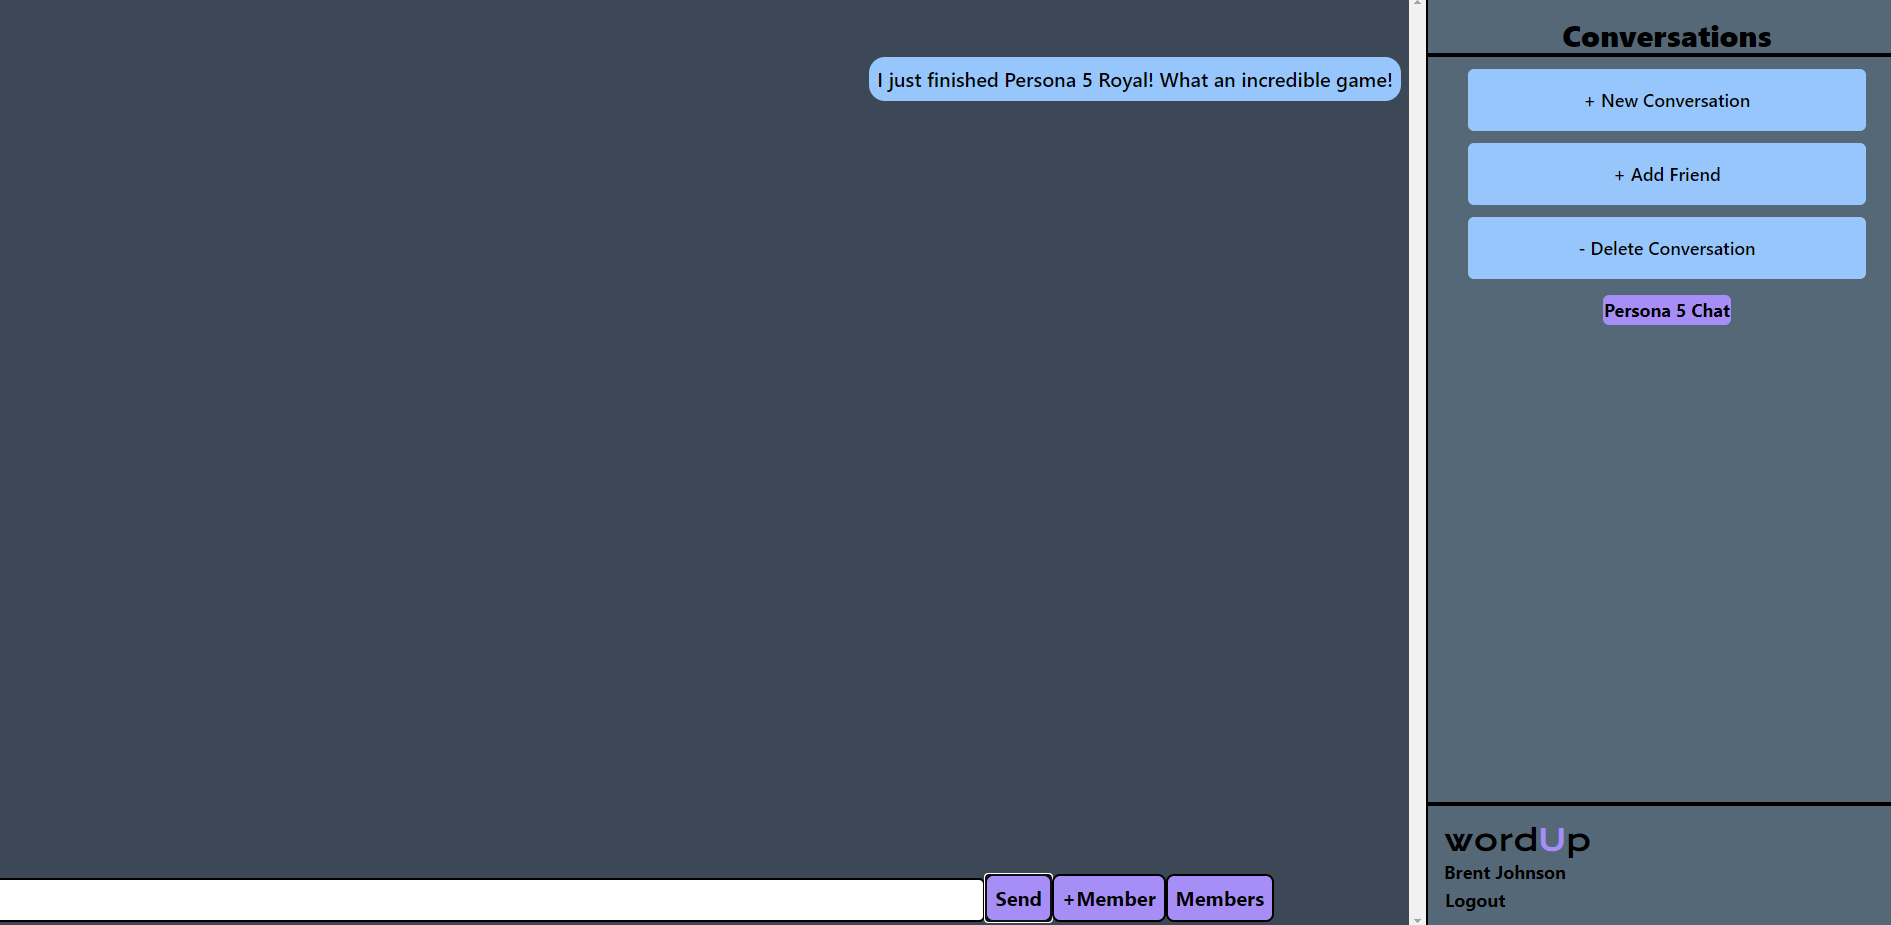 I just finished Persona 5 Royal! What an incredible game!
Send
+Member
Members
Conversations
+ New Conversation
+ Add Friend
- Delete Conversation
Persona 5 Chat
wordUp
Brent Johnson
Logout